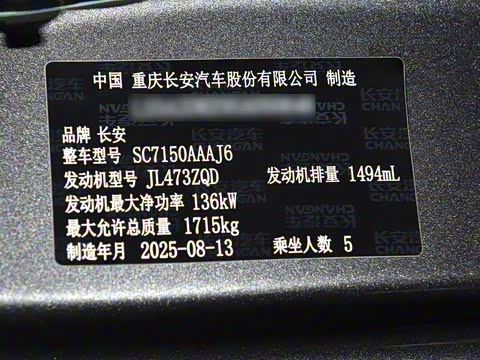 中国 重庆长安汽车股份有限公司 制造
品牌 长安
整车型号 SC7150AAAJ6
发动机型号 JL473ZQD 发动机排量 1494mL
发动机最大净功率 136kW
最大允许总质量 1715kg
制造年月 2025-08-13 乘坐人数 5